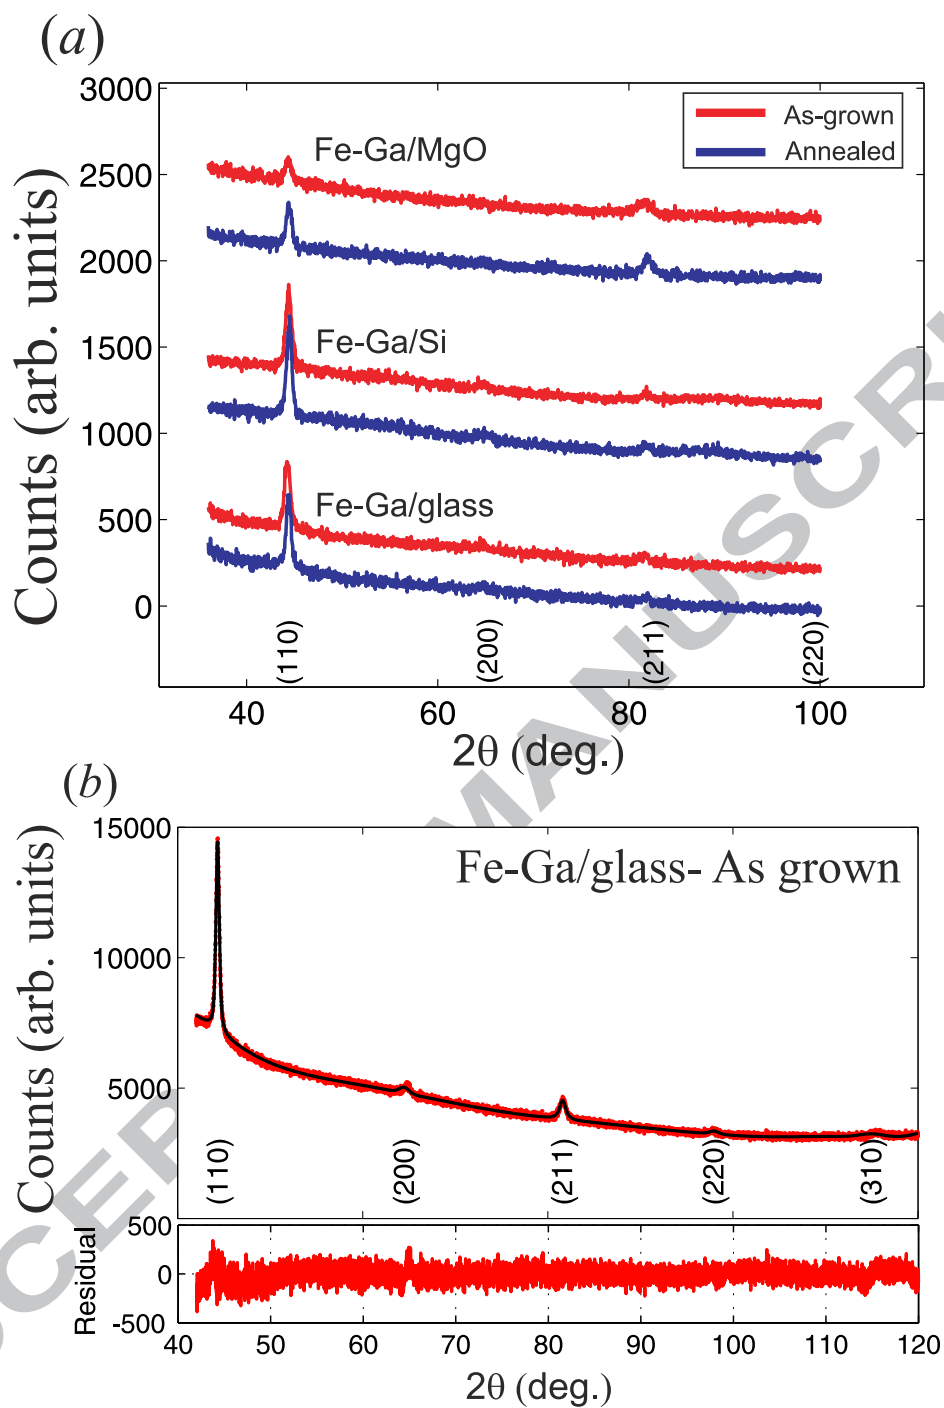 (a)
3000
2500
2000
1500
1000
500
0
Counts (arb. units)
As-grown
Annealed
Fe-Ga/MgO
Fe-Ga/Si
Fe-Ga/glass
(110)
(200)
(211)
(220)
40
60
80
100
2θ (deg.)
(b)
15000
10000
5000
Counts (arb. units)
Fe-Ga/glass- As grown
(110)
(200)
(211)
(220)
(310)
500
0
-500
Residual
40
50
60
70
80
90
100
110
120
2θ (deg.)
MANUSCRI
CEP